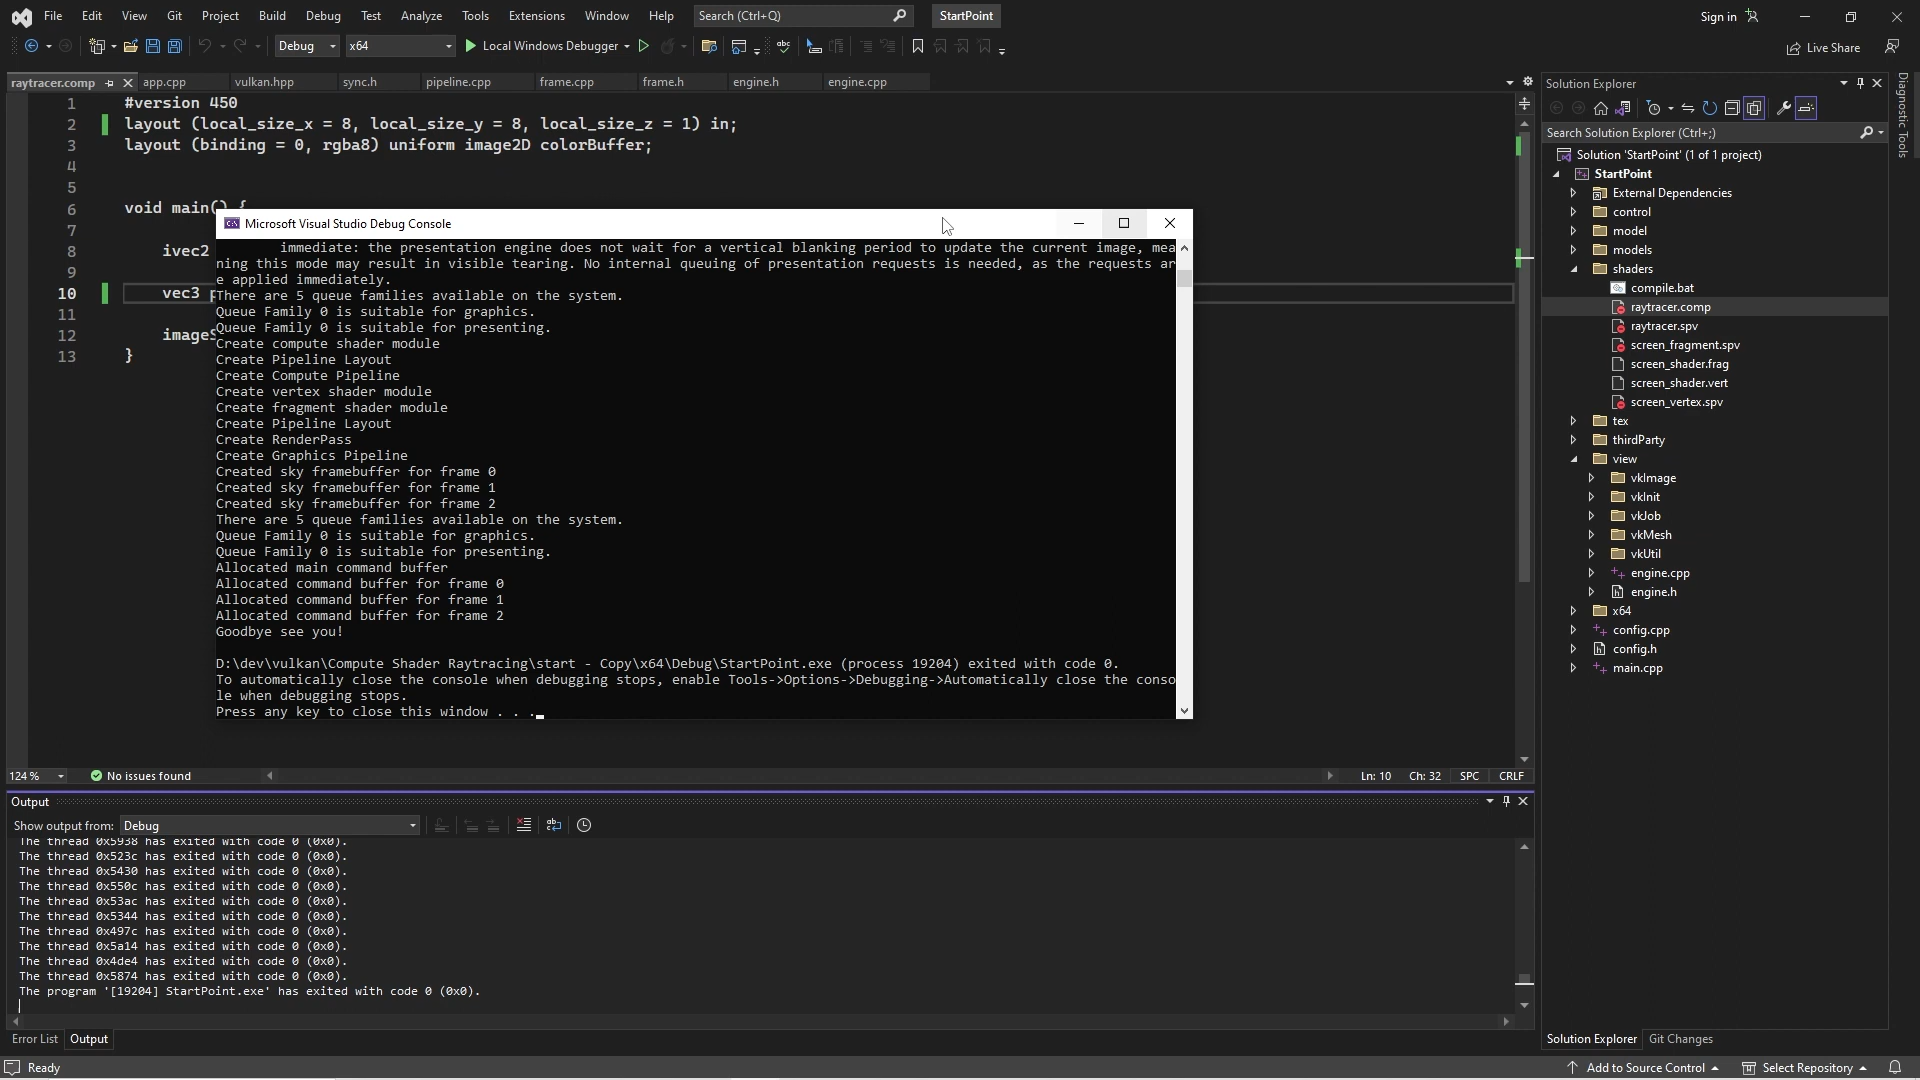 File Edit View Git Project Build Debug Test Analyze Tools Extensions Window Help Search (Ctrl+Q) StartPoint Sign in
Debug x64 Local Windows Debugger Live Share
raytracer.comp app.cpp vulkan.hpp sync.h pipeline.cpp frame.cpp frame.h engine.h engine.cpp
1 #version 450
2 layout (local_size_x = 8, local_size_y = 8, local_size_z = 1) in;
3 layout (binding = 0, rgba8) uniform image2D colorBuffer;
4
5
6 void main() {
7
8 ivec2
9
10 vec3
11
12
13 }
Microsoft Visual Studio Debug Console
immediate: the presentation engine does not wait for a vertical blanking period to update the current image, mea
ning this mode may result in visible tearing. No internal queuing of presentation requests is needed, as the requests ar
e applied immediately.
There are 5 queue families available on the system.
Queue Family 0 is suitable for graphics.
Queue Family 0 is suitable for presenting.
Create compute shader module
Create Pipeline Layout
Create Compute Pipeline
Create vertex shader module
Create fragment shader module
Create Pipeline Layout
Create RenderPass
Create Graphics Pipeline
Created sky framebuffer for frame 0
Created sky framebuffer for frame 1
Created sky framebuffer for frame 2
There are 5 queue families available on the system.
Queue Family 0 is suitable for graphics.
Queue Family 0 is suitable for presenting.
Allocated main command buffer
Allocated command buffer for frame 0
Allocated command buffer for frame 1
Allocated command buffer for frame 2
Goodbye see you!
D:\dev\vulkan\Compute Shader Raytracing\start - Copy\x64\Debug\StartPoint.exe (process 19204) exited with code 0.
To automatically close the console when debugging stops, enable Tools->Options->Debugging->Automatically close the conso
le when debugging stops.
Press any key to close this window . . .
124 % No issues found Ln: 10 Ch: 32 SPC CRLF
Output
Show output from: Debug
The thread 0x5938 has exited with code 0 (0x0).
The thread 0x523c has exited with code 0 (0x0).
The thread 0x5430 has exited with code 0 (0x0).
The thread 0x550c has exited with code 0 (0x0).
The thread 0x53ac has exited with code 0 (0x0).
The thread 0x5344 has exited with code 0 (0x0).
The thread 0x497c has exited with code 0 (0x0).
The thread 0x5a14 has exited with code 0 (0x0).
The thread 0x4de4 has exited with code 0 (0x0).
The thread 0x5874 has exited with code 0 (0x0).
The program '[19204] StartPoint.exe' has exited with code 0 (0x0).
Error List Output
Solution Explorer
Search Solution Explorer (Ctrl+;)
Solution 'StartPoint' (1 of 1 project)
StartPoint
External Dependencies
control
model
models
shaders
compile.bat
raytracer.comp
raytracer.spv
screen_fragment.spv
screen_shader.frag
screen_shader.vert
screen_vertex.spv
tex
thirdParty
view
vkImage
vkInit
vkJob
vkMesh
vkUtil
engine.cpp
engine.h
x64
config.cpp
config.h
main.cpp
Solution Explorer Git Changes
Diagnostic Tools
Ready Add to Source Control Select Repository